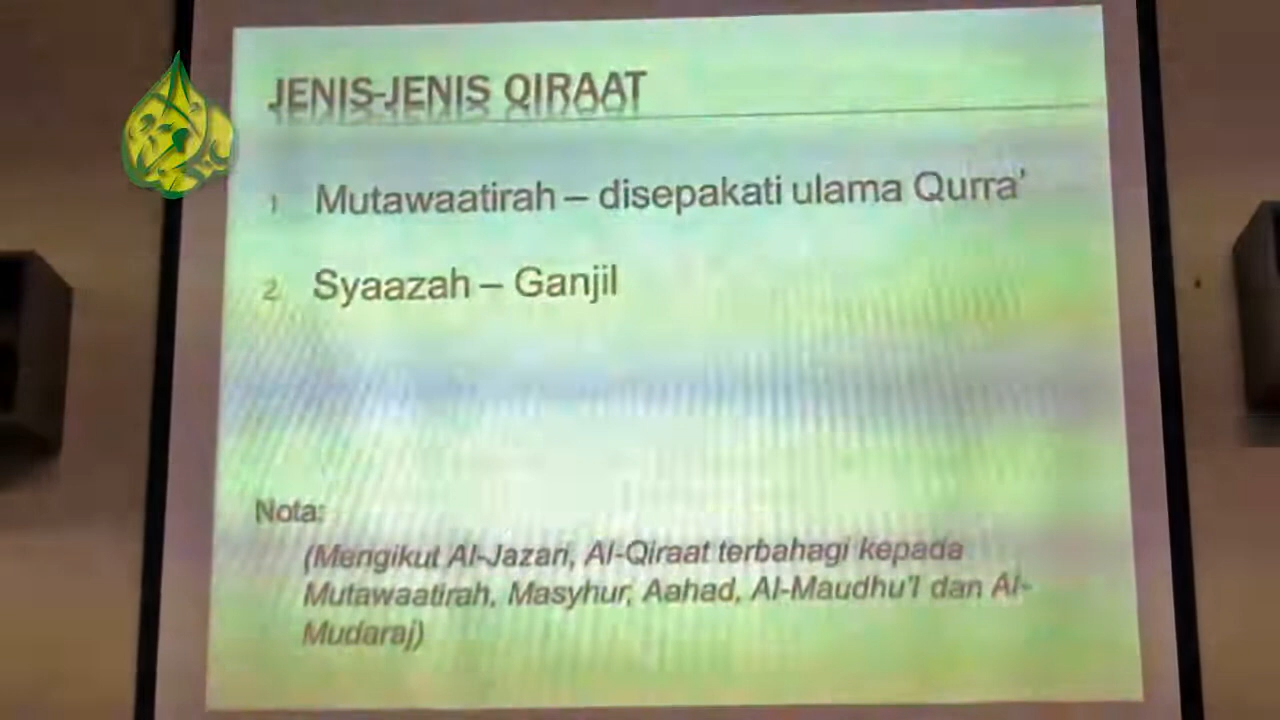 JENIS-JENIS QIRAAT
1 Mutawaatirah – disepakati ulama Qurra'
2. Syaazah – Ganjil
Nota:
(Mengikut Al-Jazari, Al-Qiraat terbahagi kepada
Mutawaatirah, Masyhur, Aahad, Al-Maudhu'I dan Al-
Mudaraj)